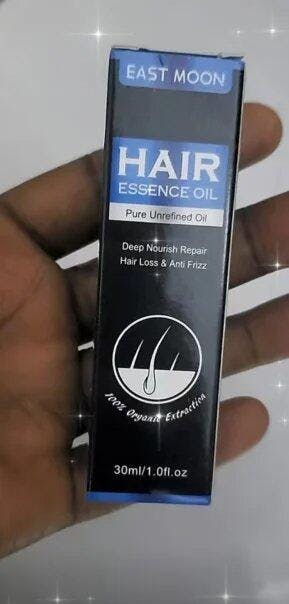 EAST MOON
HAIR
ESSENCE OIL
Pure Unrefined Oil
Deep Nourish Repair
Hair Loss & Anti Frizz
100% Organic Extraction
30ml/1.0fl.oz